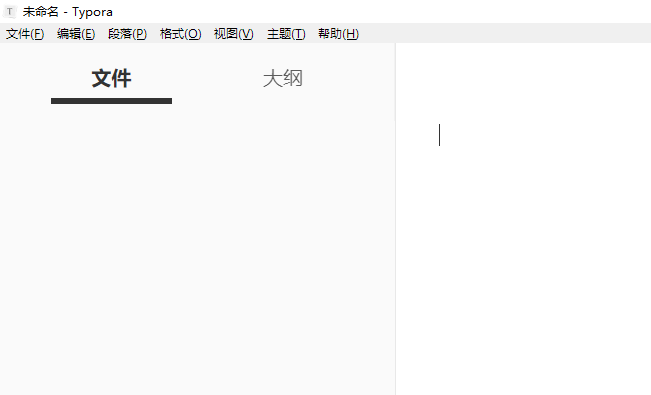 T 未命名 - Typora
文件(F) 编辑(E) 段落(P) 格式(O) 视图(V) 主题(T) 帮助(H)
文件 大纲